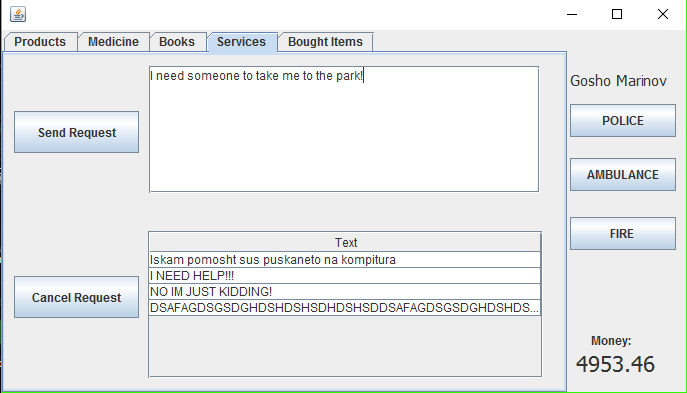 Products Medicine Books Services Bought Items
I need someone to take me to the park!
Send Request
Gosho Marinov
POLICE
AMBULANCE
FIRE
Text
Iskam pomosht sus puskaneto na kompitura
I NEED HELP!!!
NO IM JUST KIDDING!
DSAFAGDSGSDGHDSHDSHSDHDSHSDDSAFAGDSGSDGHDSHDS...
Cancel Request
Money:
4953.46